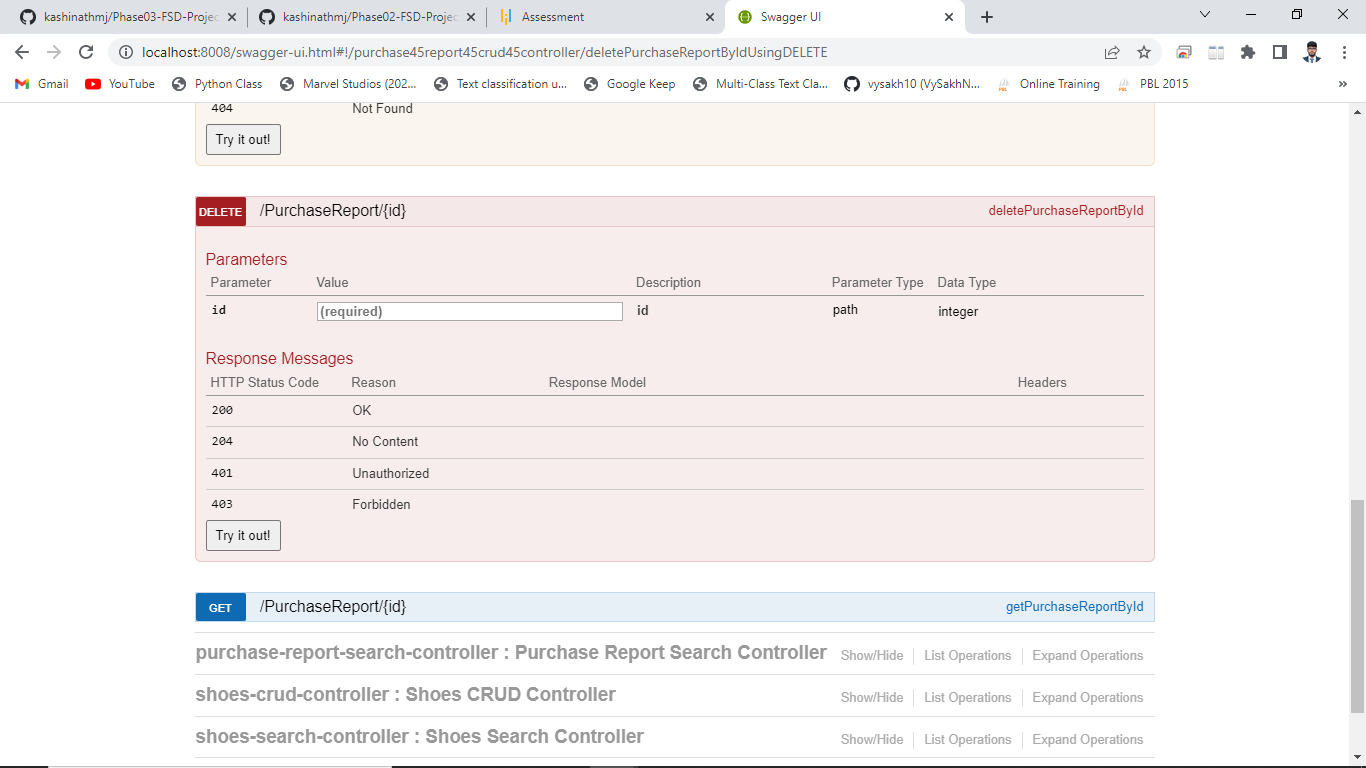 kashinathmj/Phase03-FSD-Projec
kashinathmj/Phase02-FSD-Projec
Assessment
Swagger UI
localhost:8008/swagger-ui.html#!/purchase45report45crud45controller/deletePurchaseReportByIdUsingDELETE
Gmail
YouTube
Python Class
Marvel Studios (202...
Text classification u...
Google Keep
Multi-Class Text Cla...
vysakh10 (VySakhN...
PBL
Online Training
PBL
PBL 2015
»
404 Not Found
Try it out!
DELETE /PurchaseReport/{id} deletePurchaseReportById
Parameters
Parameter Value Description Parameter Type Data Type
id (required) id path integer
Response Messages
HTTP Status Code Reason Response Model Headers
200 OK
204 No Content
401 Unauthorized
403 Forbidden
Try it out!
GET /PurchaseReport/{id} getPurchaseReportById
purchase-report-search-controller : Purchase Report Search Controller Show/Hide List Operations Expand Operations
shoes-crud-controller : Shoes CRUD Controller Show/Hide List Operations Expand Operations
shoes-search-controller : Shoes Search Controller Show/Hide List Operations Expand Operations